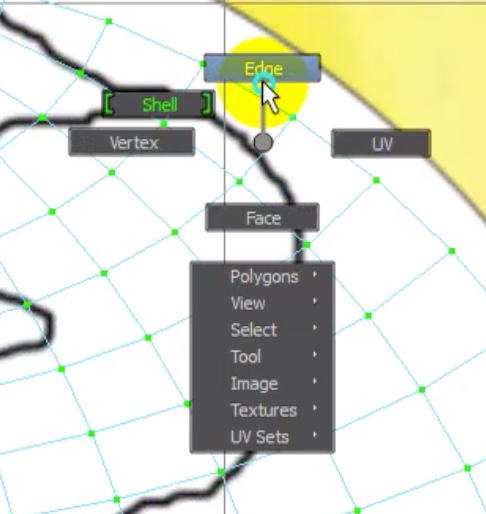 Edge
Shell
Vertex
UV
Face
Polygons
View
Select
Tool
Image
Textures
UV Sets